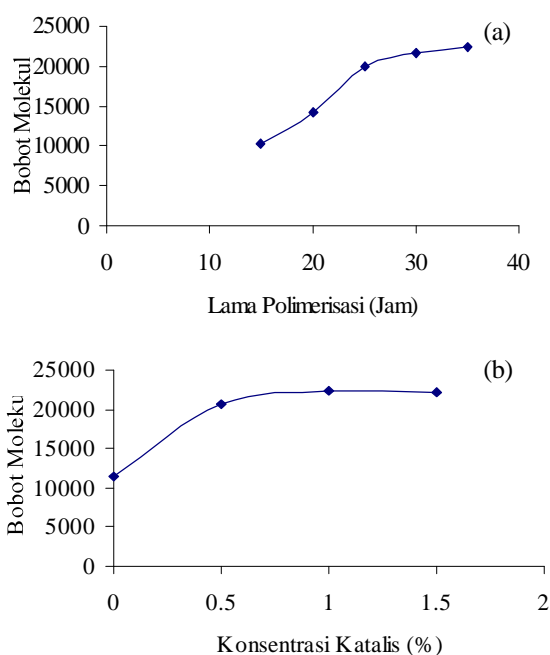 (a)
25000
20000
15000
10000
5000
0
Bobot Molekul
0 10 20 30 40
Lama Polimerisasi (Jam)
(b)
25000
20000
15000
10000
5000
0
Bobot Moleku
0 0.5 1 1.5 2
Konsentrasi Katalis (%)